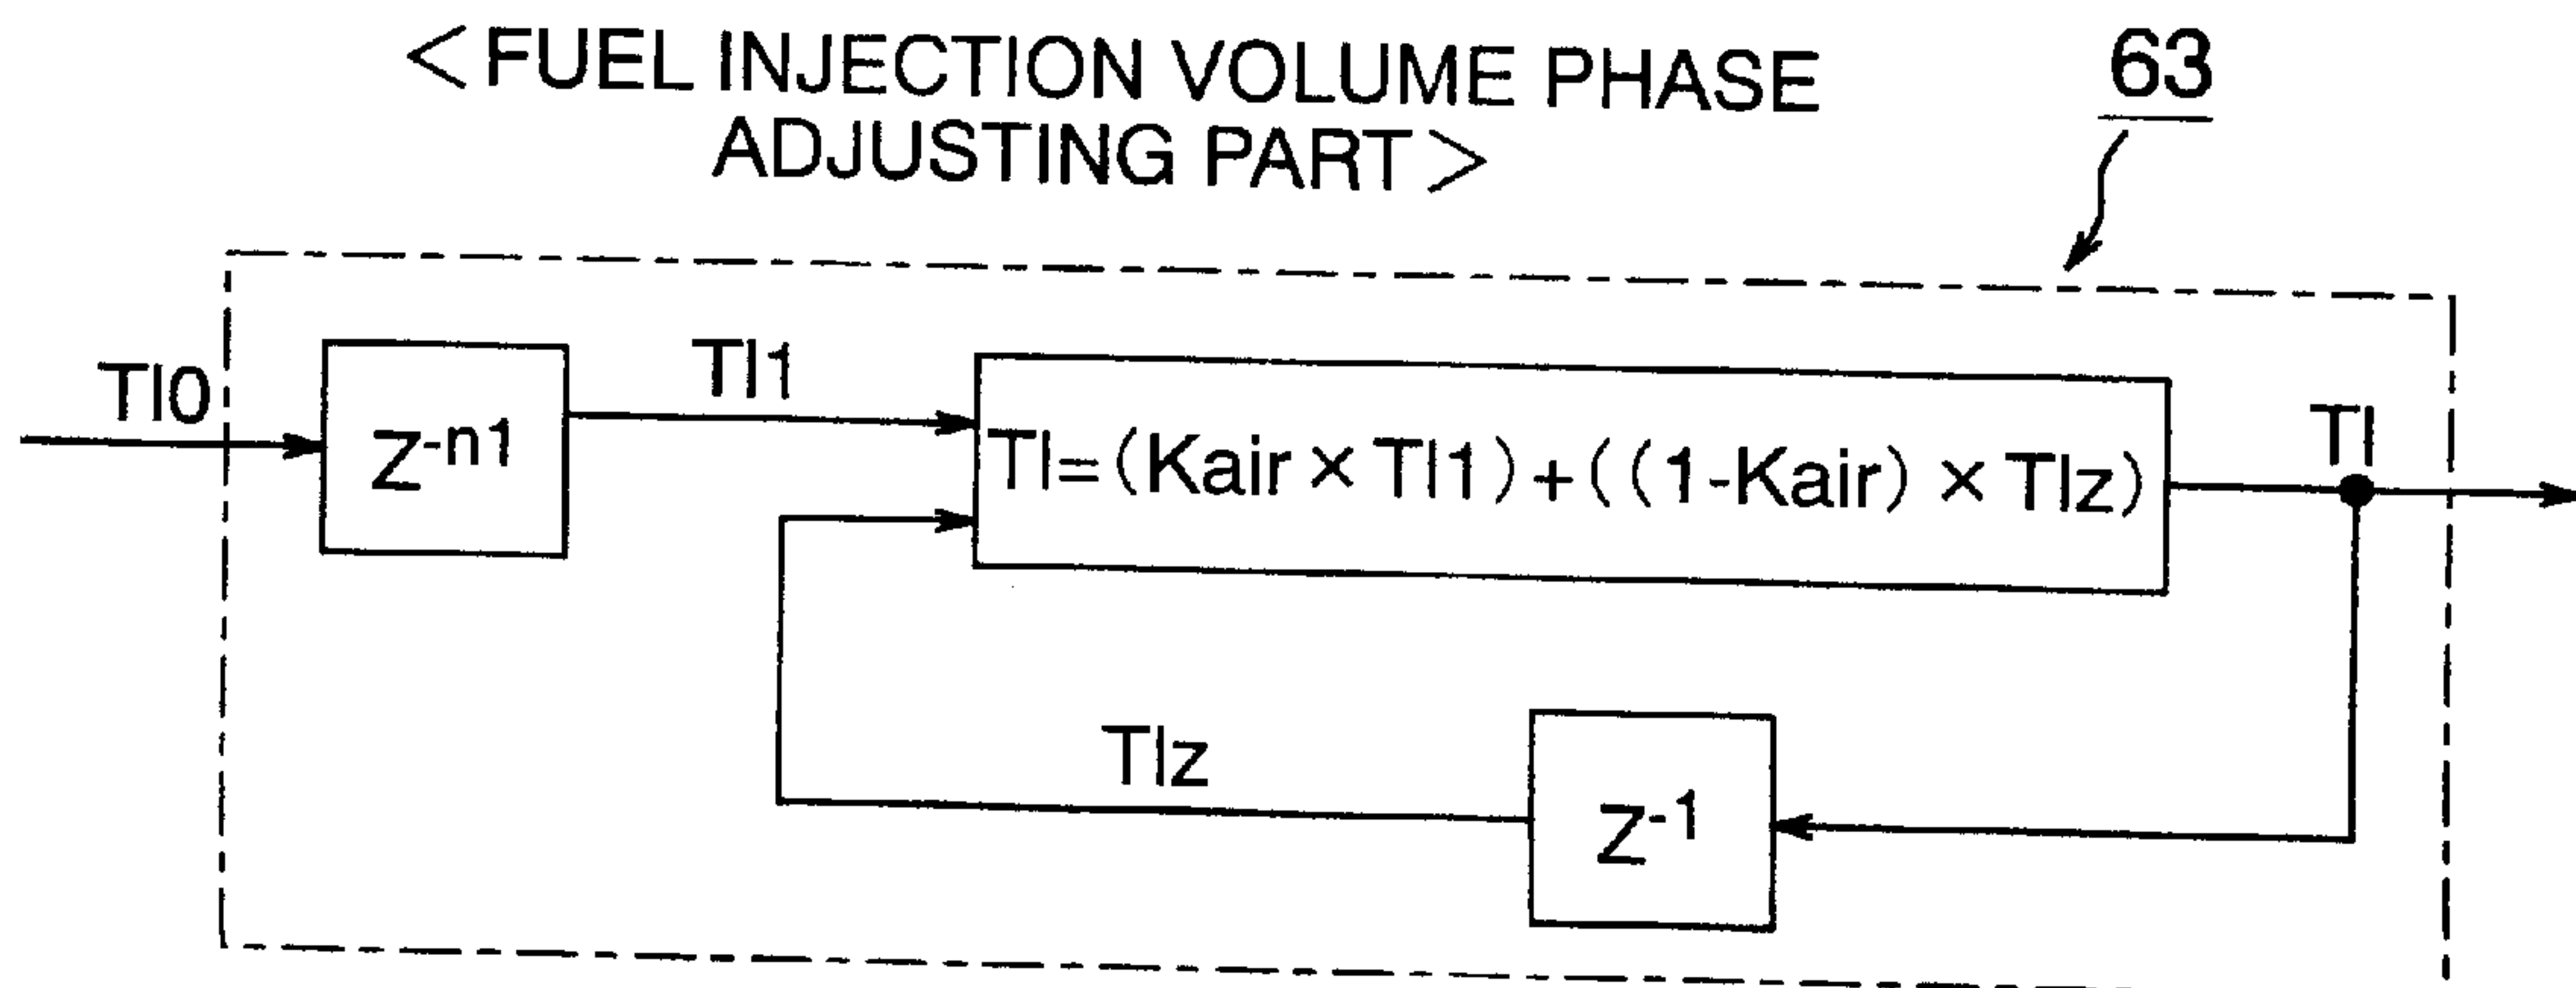 <FUEL INJECTION VOLUME PHASE
ADJUSTING PART>
63
TI0
Z-n1
TI1
TI=(Kair×TI1)+((1-Kair)×TIz)
TI
TIz
Z-1